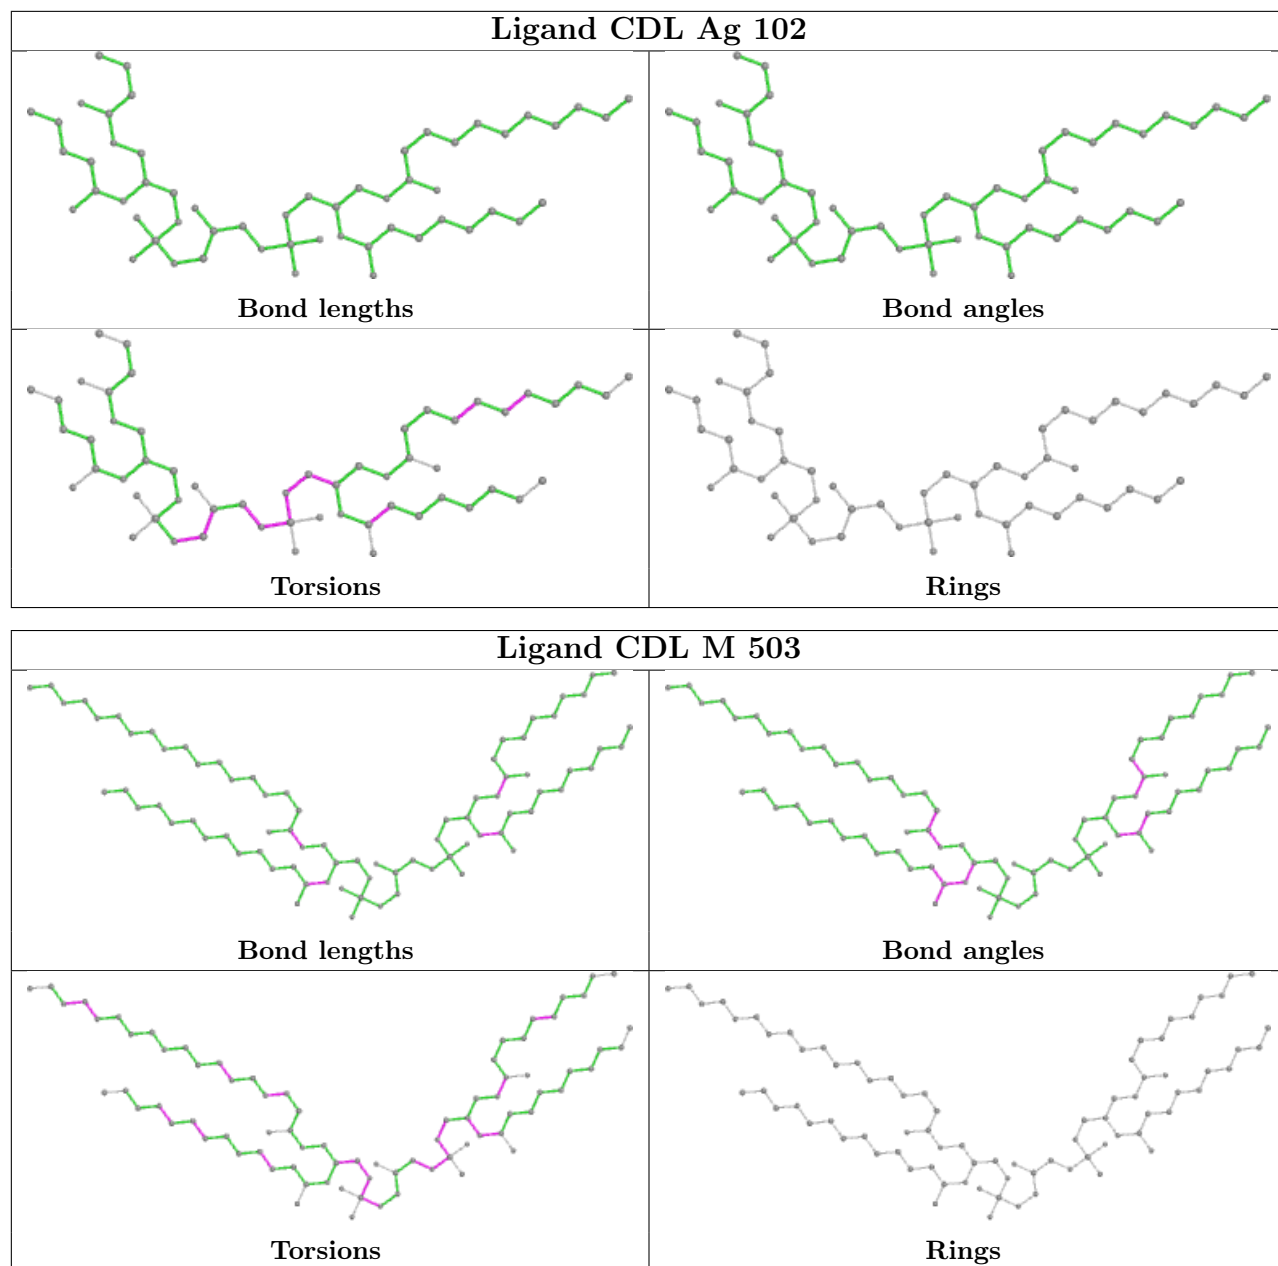 Ligand CDL Ag 102
Bond lengths
Bond angles
Torsions
Rings
Ligand CDL M 503
Bond lengths
Bond angles
Torsions
Rings